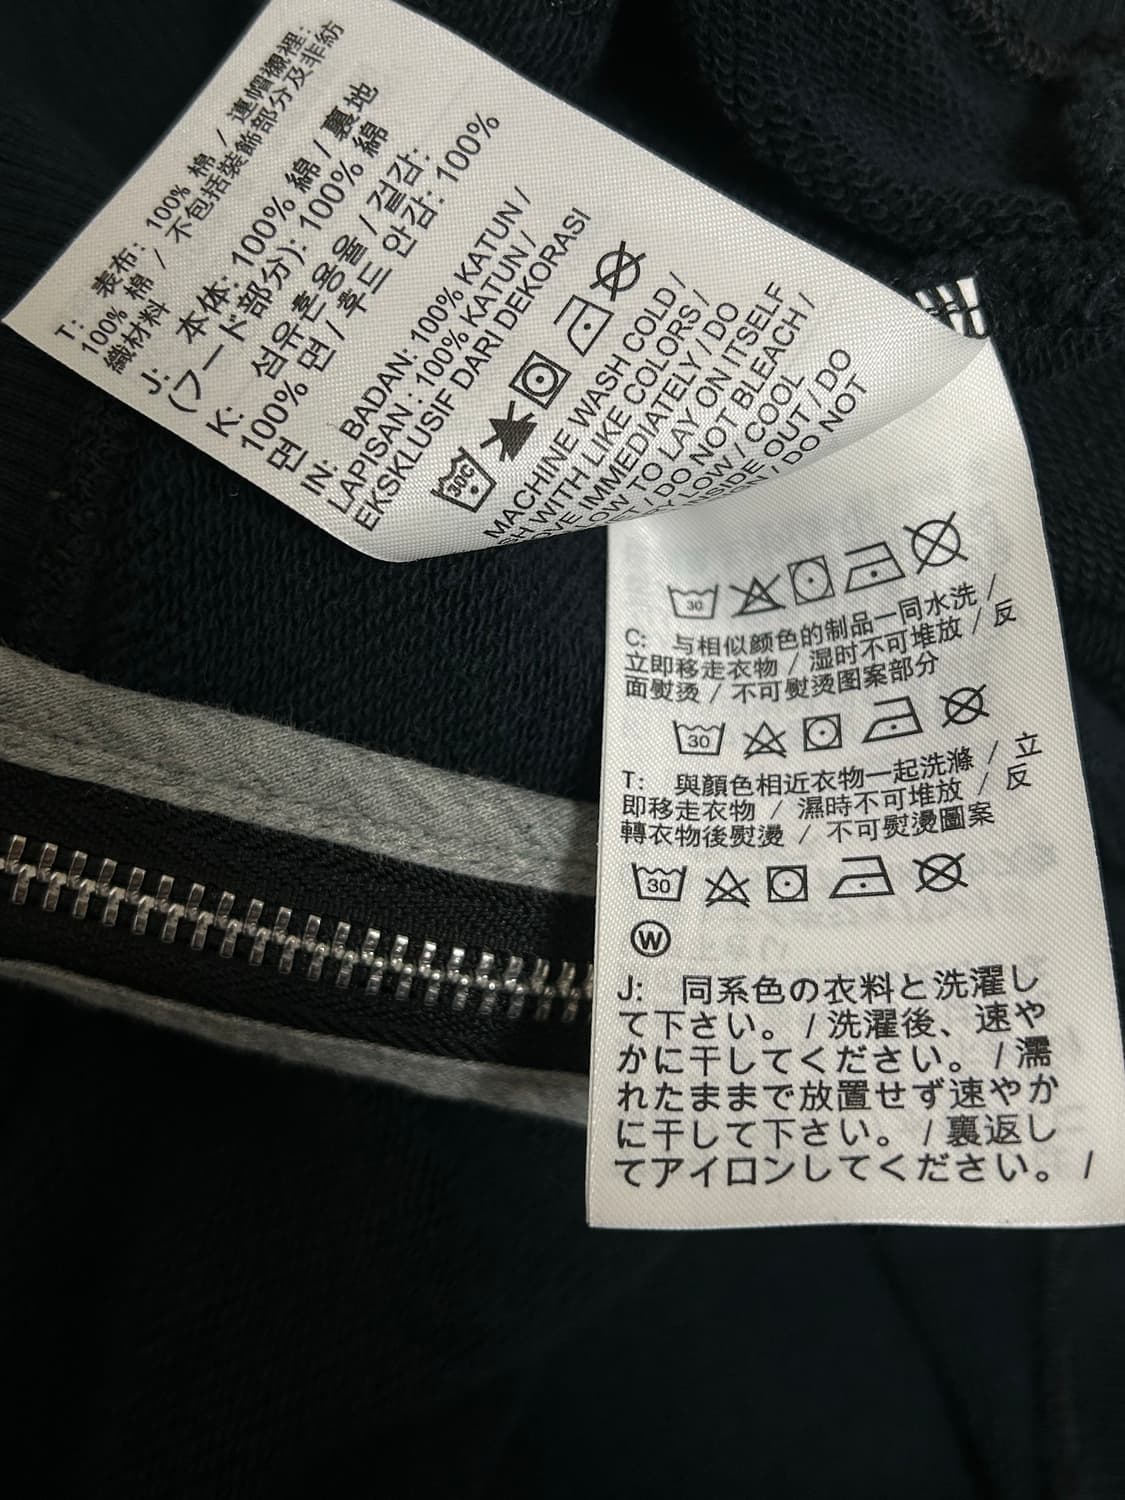 T: 表布: 100% 棉 / 連帽襯裡:
100% 棉 / 不包括裝飾部分及非紡
織材料
J: 本体: 100% 綿 / 裏地
(フード部分): 100% 綿
K: 섬유혼용율 / 겉감:
100% 면 / 후드 안감: 100%
면
IN: BADAN: 100% KATUN /
LAPISAN : 100% KATUN /
EKSKLUSIF DARI DEKORASI
30C
MACHINE WASH COLD /
SH WITH LIKE COLORS /
OVE IMMEDIATELY / DO
LOW TO LAY ON ITSELF
T / DO NOT BLEACH /
Y LOW / COOL
INSIDE OUT / DO
/ DO NOT
30
C: 与相似颜色的制品一同水洗 /
立即移走衣物 / 湿时不可堆放 / 反
面熨烫 / 不可熨烫图案部分
30
T: 與顏色相近衣物一起洗滌 / 立
即移走衣物 / 濕時不可堆放 / 反
轉衣物後熨燙 / 不可熨燙圖案
30
W
J: 同系色の衣料と洗濯し
て下さい。 / 洗濯後、速や
かに干してください。 / 濡
れたままで放置せず速やか
に干して下さい。 / 裏返し
てアイロンしてください。 /